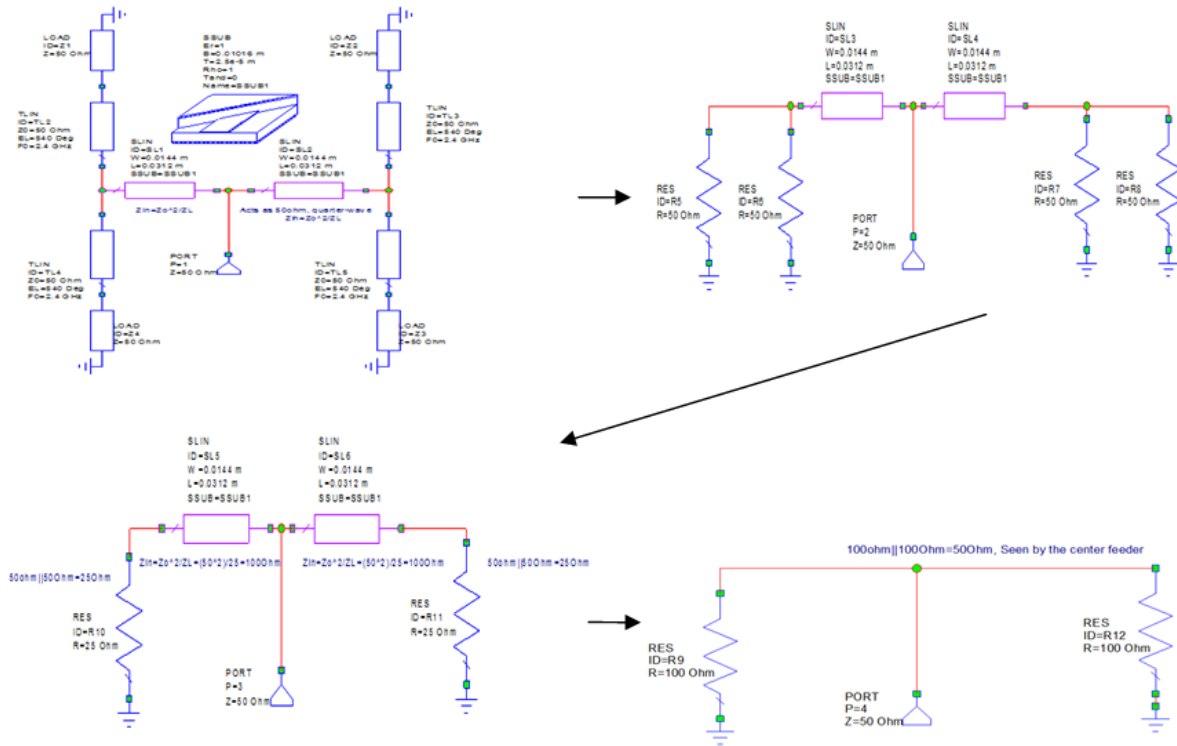 LOAD
ID=Z1
Z=50 Ohm
SSUB
Er=1
B=0.01016 m
T=2.5e-5 m
Rho=1
Tand=0
Name=SSUB1
LOAD
ID=Z2
Z=50 Ohm
TLIN
ID=TL2
Z0=50 Ohm
EL=540 Deg
F0=2.4 GHz
TLIN
ID=TL3
Z0=50 Ohm
EL=540 Deg
F0=2.4 GHz
SLIN
ID=SL1
W=0.0144 m
L=0.0312 m
SSUB=SSUB1
SLIN
ID=SL2
W=0.0144 m
L=0.0312 m
SSUB=SSUB1
Zin=Zo^2/ZL
Acts as 50ohm, quarter-wave
Zin=Zo^2/ZL
PORT
P=1
Z=50 Ohm
TLIN
ID=TL4
Z0=50 Ohm
EL=540 Deg
F0=2.4 GHz
TLIN
ID=TL5
Z0=50 Ohm
EL=540 Deg
F0=2.4 GHz
LOAD
ID=Z4
Z=50 Ohm
LOAD
ID=Z3
Z=50 Ohm
SLIN
ID=SL3
W=0.0144 m
L=0.0312 m
SSUB=SSUB1
SLIN
ID=SL4
W=0.0144 m
L=0.0312 m
SSUB=SSUB1
RES
ID=R5
R=50 Ohm
RES
ID=R6
R=50 Ohm
PORT
P=2
Z=50 Ohm
RES
ID=R7
R=50 Ohm
RES
ID=R8
R=50 Ohm
SLIN
ID=SL5
W=0.0144 m
L=0.0312 m
SSUB=SSUB1
SLIN
ID=SL6
W=0.0144 m
L=0.0312 m
SSUB=SSUB1
50ohm||50Ohm=25Ohm
Zin=Zo^2/ZL=(50^2)/25=100Ohm
Zin=Zo^2/ZL=(50^2)/25=100Ohm
50ohm||50Ohm=25Ohm
RES
ID=R10
R=25 Ohm
RES
ID=R11
R=25 Ohm
PORT
P=3
Z=50 Ohm
100ohm||100Ohm=50Ohm, Seen by the center feeder
RES
ID=R9
R=100 Ohm
RES
ID=R12
R=100 Ohm
PORT
P=4
Z=50 Ohm